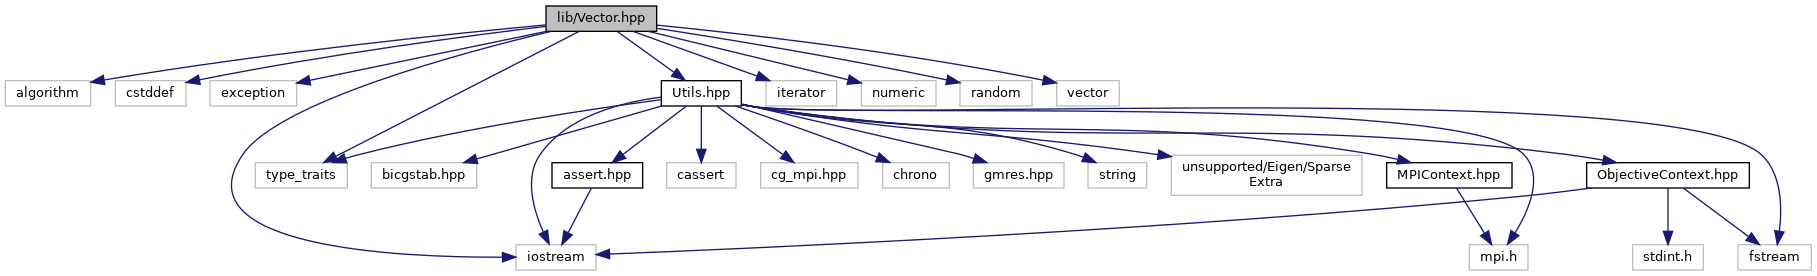 lib/Vector.hpp
algorithm
cstddef
exception
Utils.hpp
iterator
numeric
random
vector
type_traits
bicgstab.hpp
assert.hpp
cassert
cg_mpi.hpp
chrono
gmres.hpp
string
unsupported/Eigen/Sparse
Extra
MPIContext.hpp
ObjectiveContext.hpp
iostream
mpi.h
stdint.h
fstream